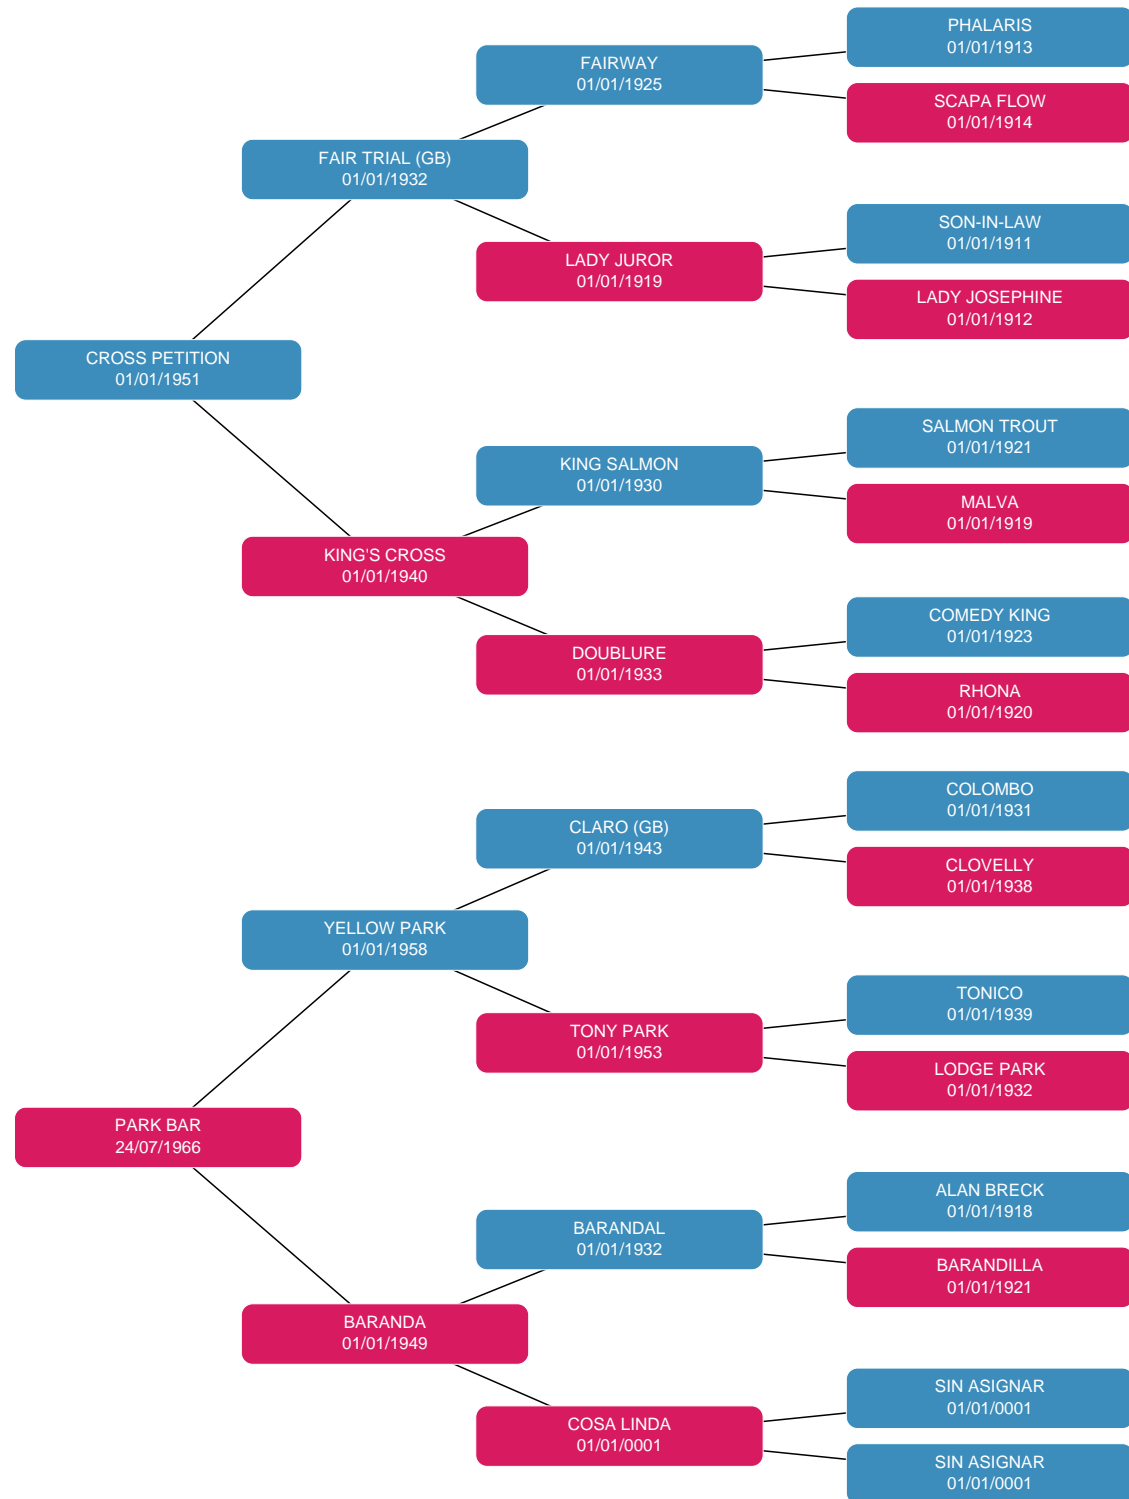 PHALARIS
01/01/1913
FAIRWAY
01/01/1925
SCAPA FLOW
01/01/1914
FAIR TRIAL (GB)
01/01/1932
SON-IN-LAW
01/01/1911
LADY JUROR
01/01/1919
LADY JOSEPHINE
01/01/1912
CROSS PETITION
01/01/1951
SALMON TROUT
01/01/1921
KING SALMON
01/01/1930
MALVA
01/01/1919
KING'S CROSS
01/01/1940
COMEDY KING
01/01/1923
DOUBLURE
01/01/1933
RHONA
01/01/1920
COLOMBO
01/01/1931
CLARO (GB)
01/01/1943
CLOVELLY
01/01/1938
YELLOW PARK
01/01/1958
TONICO
01/01/1939
TONY PARK
01/01/1953
LODGE PARK
01/01/1932
PARK BAR
24/07/1966
ALAN BRECK
01/01/1918
BARANDAL
01/01/1932
BARANDILLA
01/01/1921
BARANDA
01/01/1949
SIN ASIGNAR
01/01/0001
COSA LINDA
01/01/0001
SIN ASIGNAR
01/01/0001